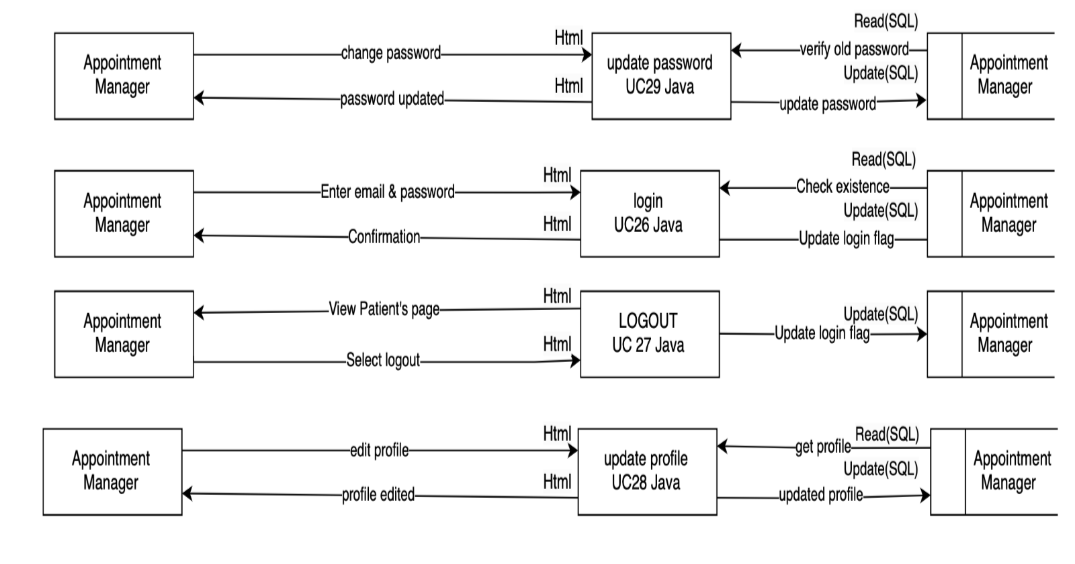 Read(SQL)
Html
Appointment
Manager
change password
update password
UC29 Java
verify old password
Appointment
Manager
Update(SQL)
Html
password updated
update password
Read(SQL)
Html
Appointment
Manager
Enter email & password
login
UC26 Java
Check existence
Appointment
Manager
Update(SQL)
Html
Confirmation
Update login flag
Html
View Patient's page
Appointment
Manager
LOGOUT
UC 27 Java
Update(SQL)
Update login flag
Appointment
Manager
Html
Select logout
Html
Read(SQL)
Appointment
Manager
edit profile
update profile
UC28 Java
get profile
Appointment
Manager
Update(SQL)
Html
profile edited
updated profile